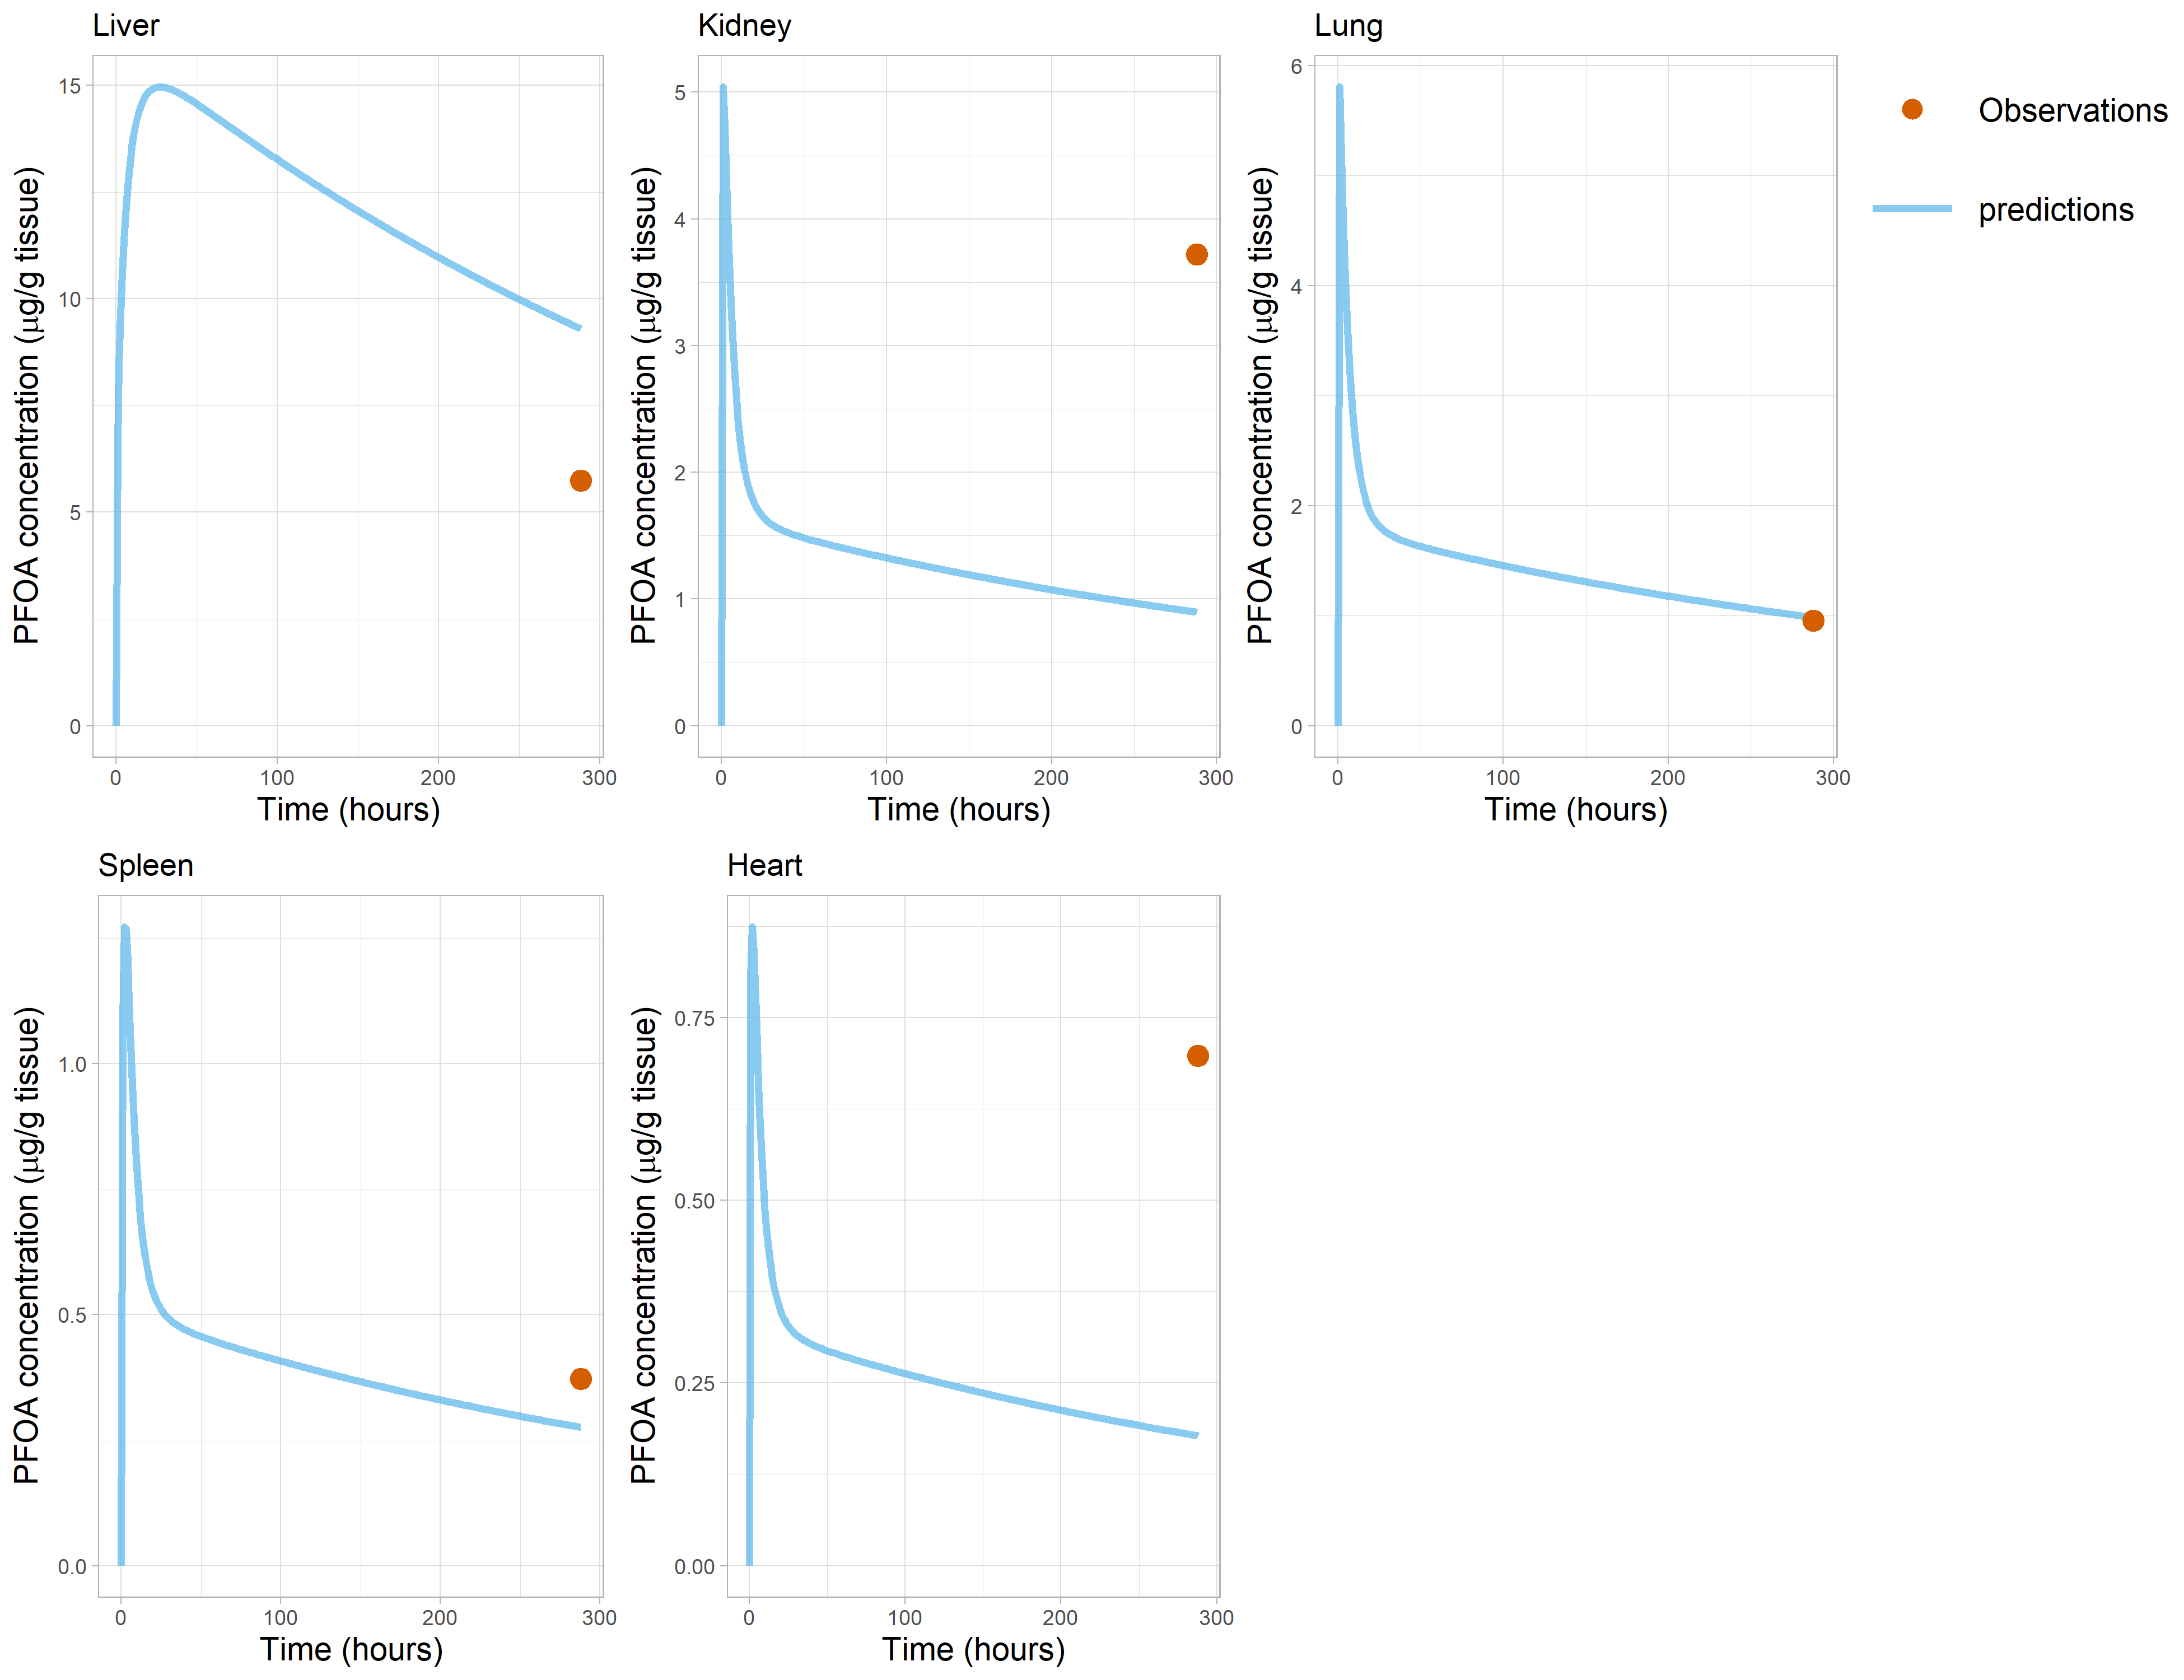 Liver
PFOA concentration (μg/g tissue)
15
10
5
0
0 100 200 300
Time (hours)
Kidney
PFOA concentration (μg/g tissue)
5
4
3
2
1
0
0 100 200 300
Time (hours)
Lung
PFOA concentration (μg/g tissue)
6
4
2
0
0 100 200 300
Time (hours)
Observations
predictions
Spleen
PFOA concentration (μg/g tissue)
1.0
0.5
0.0
0 100 200 300
Time (hours)
Heart
PFOA concentration (μg/g tissue)
0.75
0.50
0.25
0.00
0 100 200 300
Time (hours)